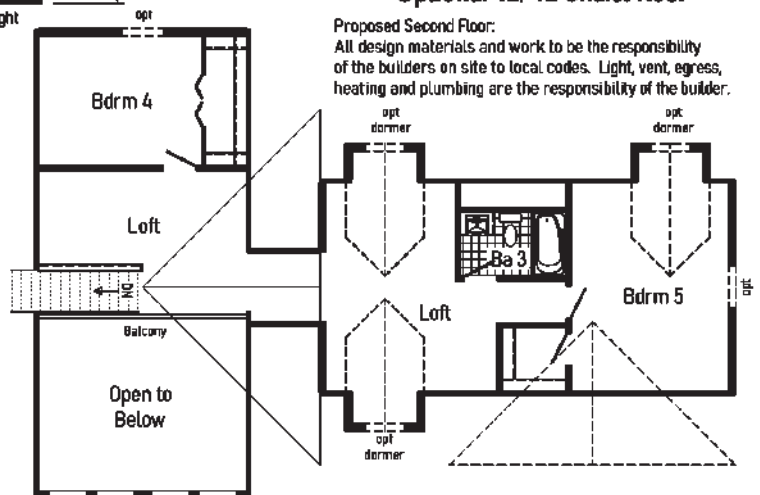 ght
opt
Proposed Second Floor:
All design materials and work to be the responsibility
of the builders on site to local codes. Light, vent, egress,
heating and plumbing are the responsibility of the builder.
Bdrm 4
opt
dormer
opt
dormer
Loft
Ba 3
DN
Loft
Bdrm 5
opt
Balcony
Open to
Below
opt
dormer